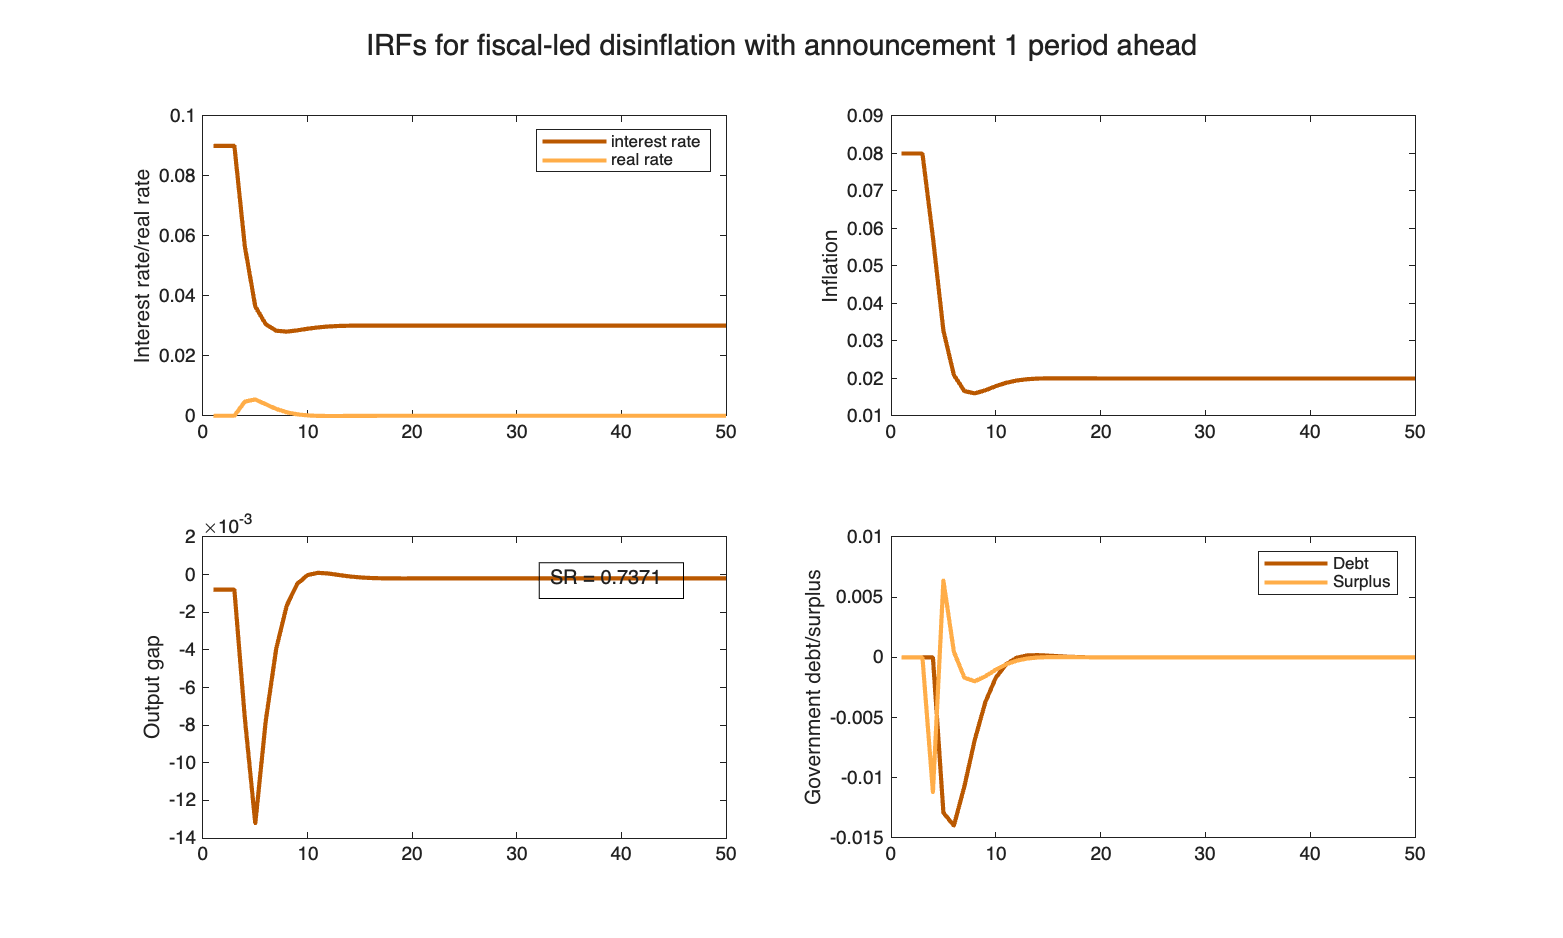 IRFs for fiscal-led disinflation with announcement 1 period ahead
0.1
0.08
0.06
0.04
0.02
0
Interest rate/real rate
interest rate
real rate
0 10 20 30 40 50
0.09
0.08
0.07
0.06
0.05
0.04
0.03
0.02
0.01
Inflation
0 10 20 30 40 50
×10⁻³
2
0
-2
-4
-6
-8
-10
-12
-14
Output gap
SR = 0.7371
0 10 20 30 40 50
0.01
0.005
0
-0.005
-0.01
-0.015
Government debt/surplus
Debt
Surplus
0 10 20 30 40 50